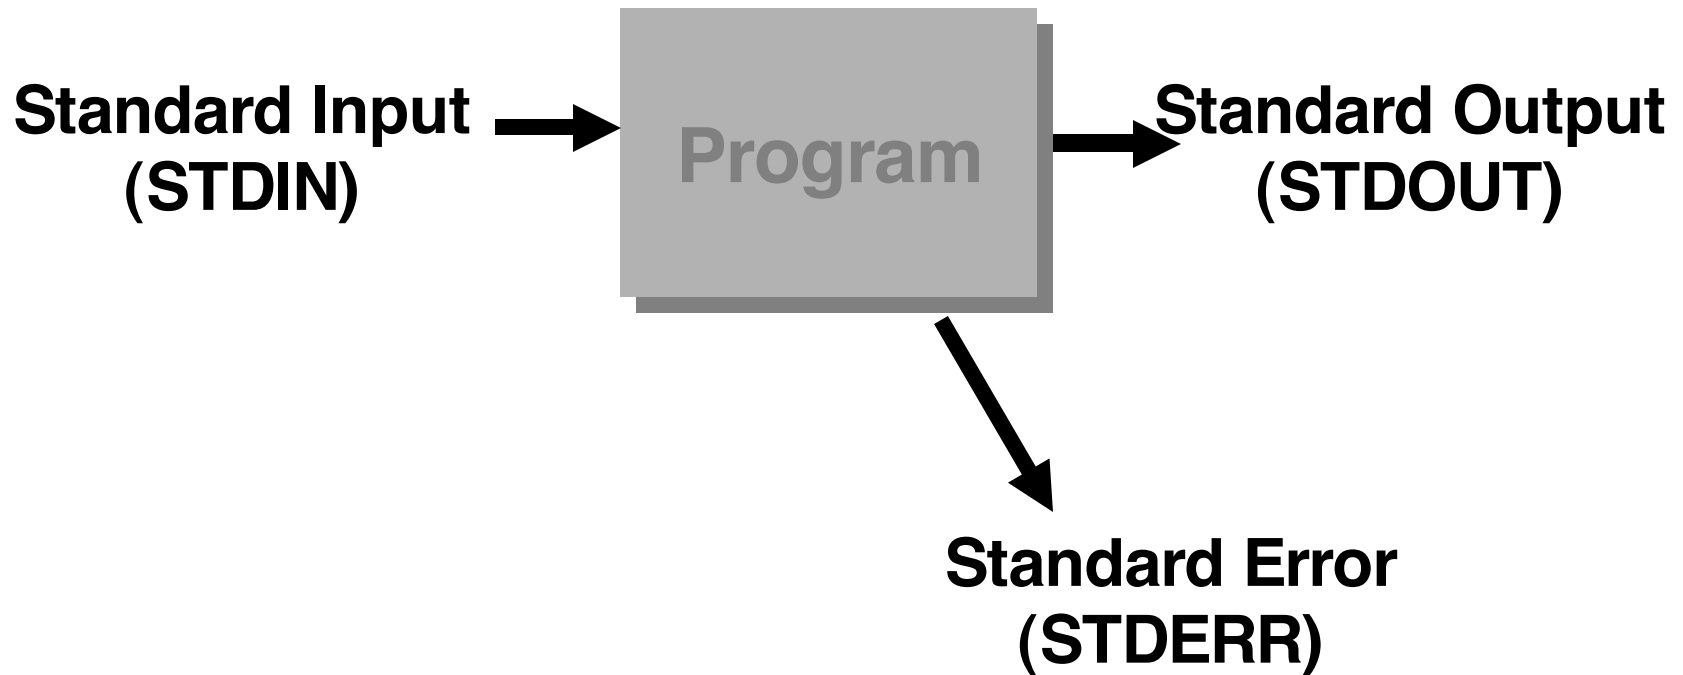 Standard Input
(STDIN)
Program
Standard Output
(STDOUT)
Standard Error
(STDERR)